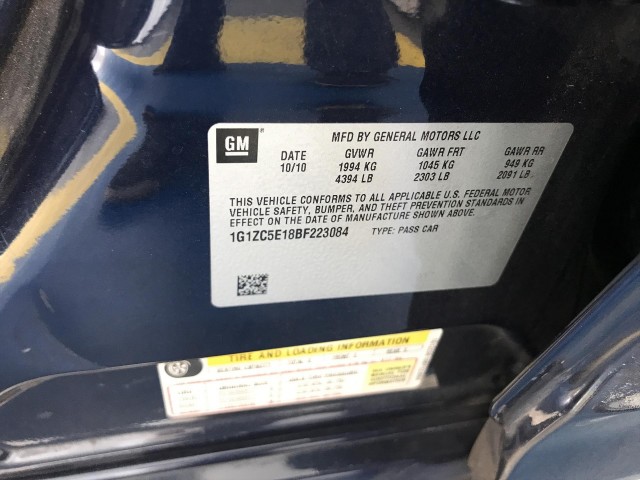 GM
MFD BY GENERAL MOTORS LLC
DATE GVWR GAWR FRT GAWR RR
10/10 1994 KG 1045 KG 949 KG
4394 LB 2303 LB 2091 LB
THIS VEHICLE CONFORMS TO ALL APPLICABLE U.S. FEDERAL MOTOR
VEHICLE SAFETY, BUMPER, AND THEFT PREVENTION STANDARDS IN
EFFECT ON THE DATE OF MANUFACTURE SHOWN ABOVE.
1G1ZC5E18BF223084 TYPE: PASS CAR
TIRE AND LOADING INFORMATION